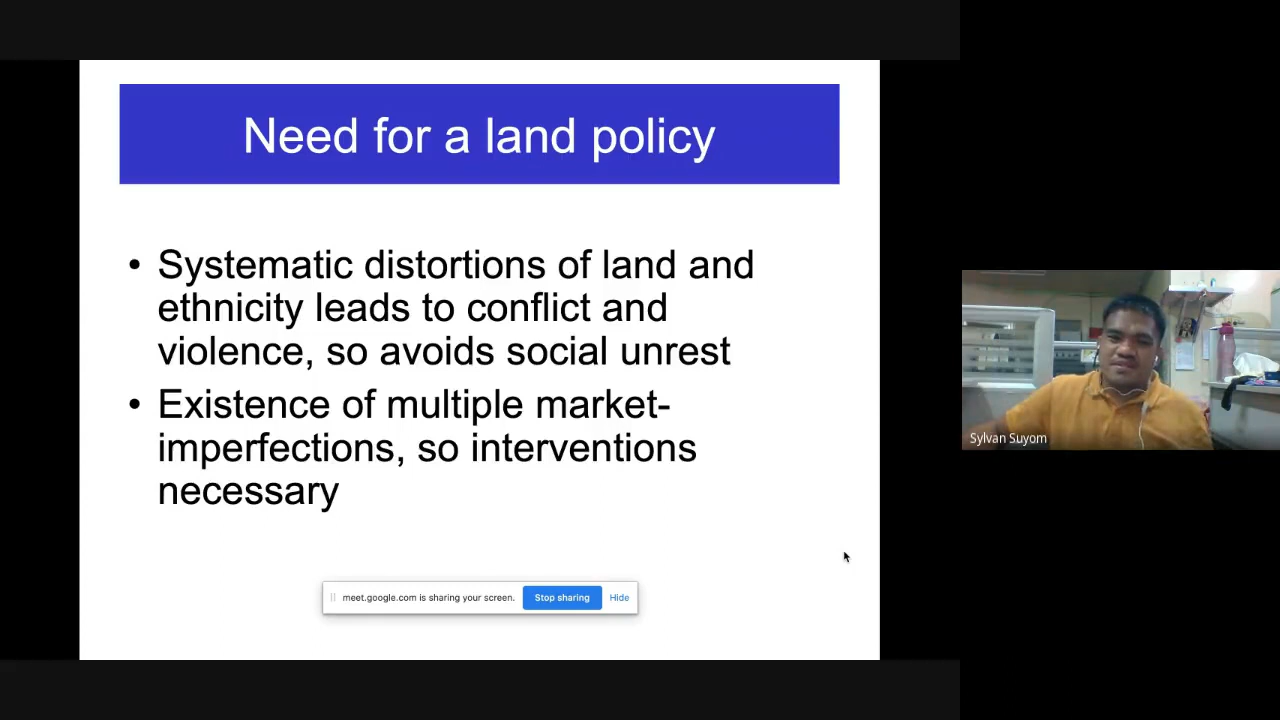 Need for a land policy
• Systematic distortions of land and
ethnicity leads to conflict and
violence, so avoids social unrest
• Existence of multiple market-
imperfections, so interventions
necessary
meet.google.com is sharing your screen. Stop sharing Hide
Sylvan Suyom